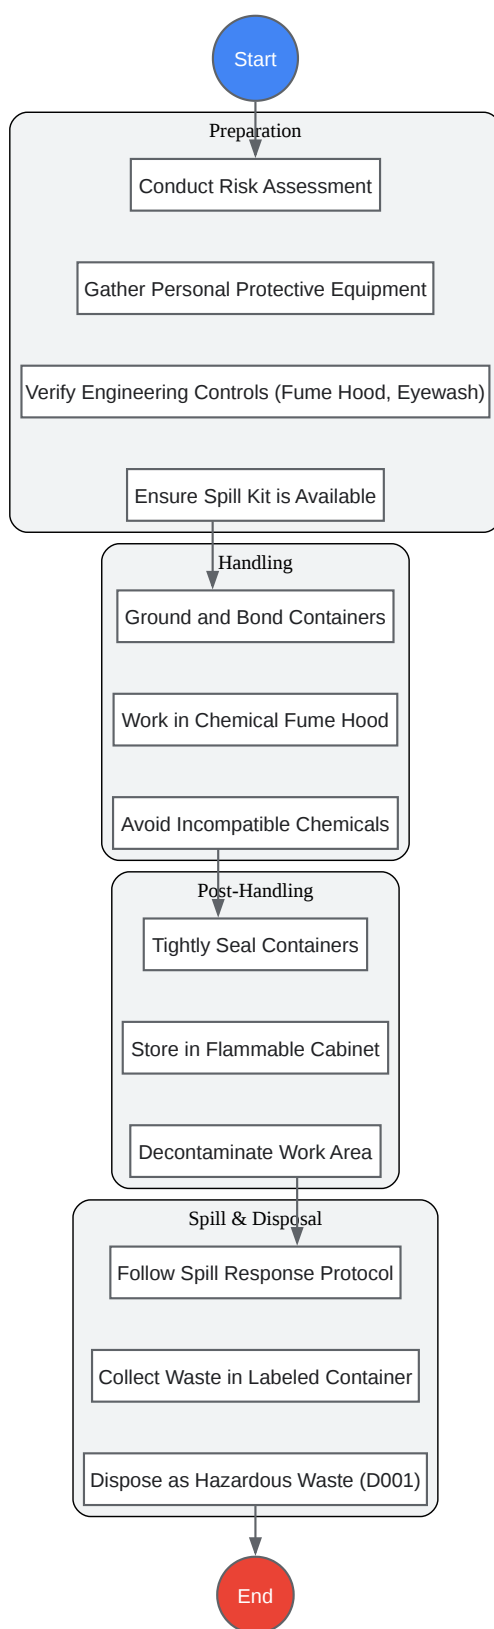 Start
Preparation
Conduct Risk Assessment
Gather Personal Protective Equipment
Verify Engineering Controls (Fume Hood, Eyewash)
Ensure Spill Kit is Available
Handling
Ground and Bond Containers
Work in Chemical Fume Hood
Avoid Incompatible Chemicals
Post-Handling
Tightly Seal Containers
Store in Flammable Cabinet
Decontaminate Work Area
Spill & Disposal
Follow Spill Response Protocol
Collect Waste in Labeled Container
Dispose as Hazardous Waste (D001)
End